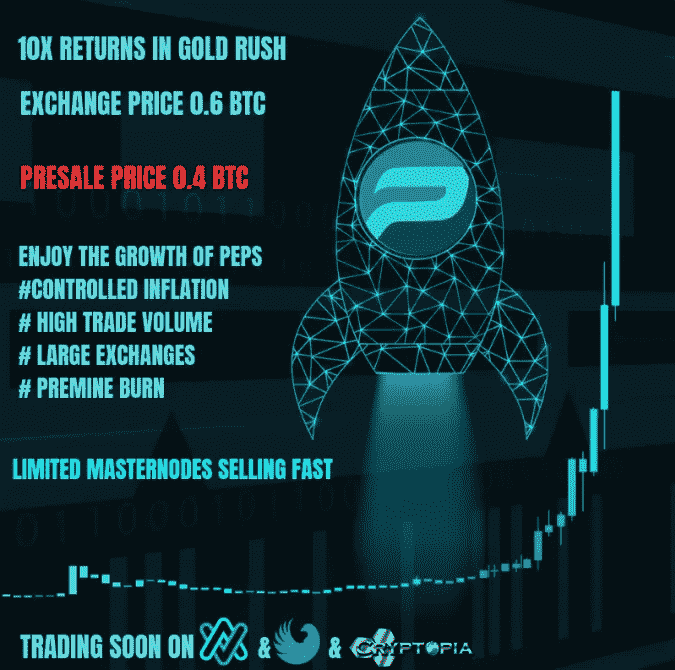 10X RETURNS IN GOLD RUSH
EXCHANGE PRICE 0.6 BTC
PRESALE PRICE 0.4 BTC
ENJOY THE GROWTH OF PEPS
#CONTROLLED INFLATION
# HIGH TRADE VOLUME
# LARGE EXCHANGES
# PREMINE BURN
LIMITED MASTERNODES SELLING FAST
TRADING SOON ON & & CRYPTOPIA